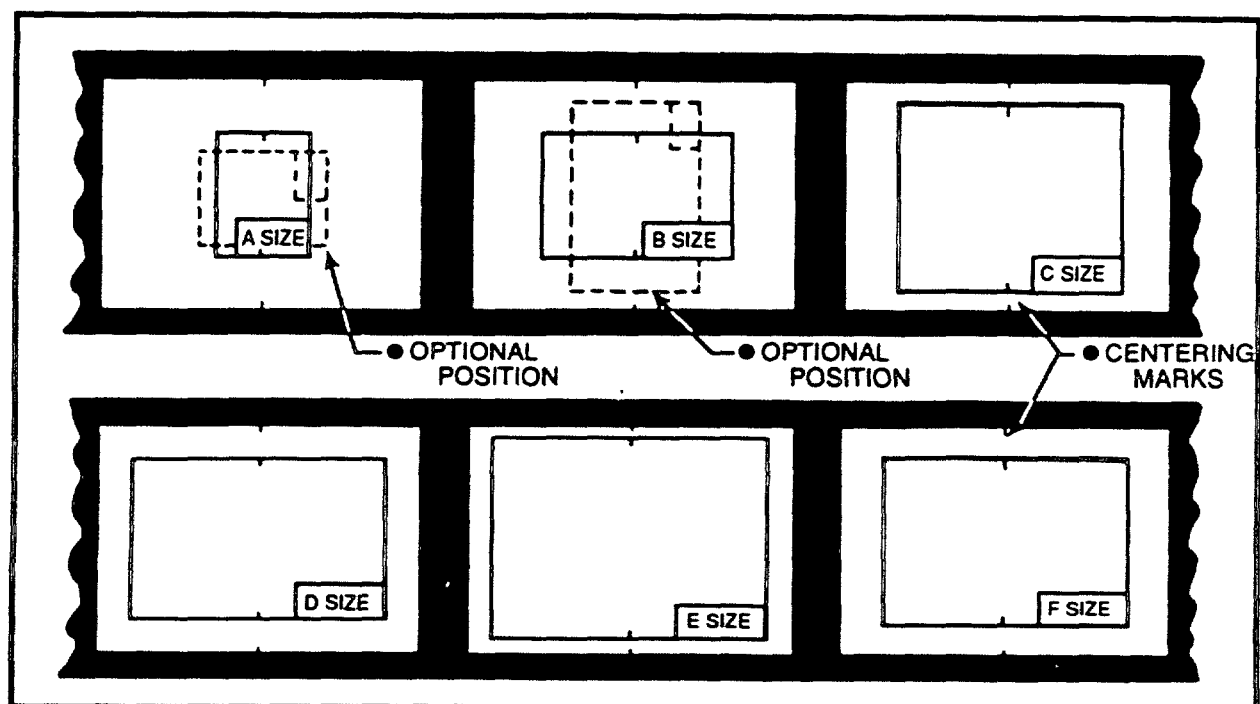 A SIZE
B SIZE
C SIZE
● OPTIONAL
POSITION
● OPTIONAL
POSITION
● CENTERING
MARKS
D SIZE
E SIZE
F SIZE